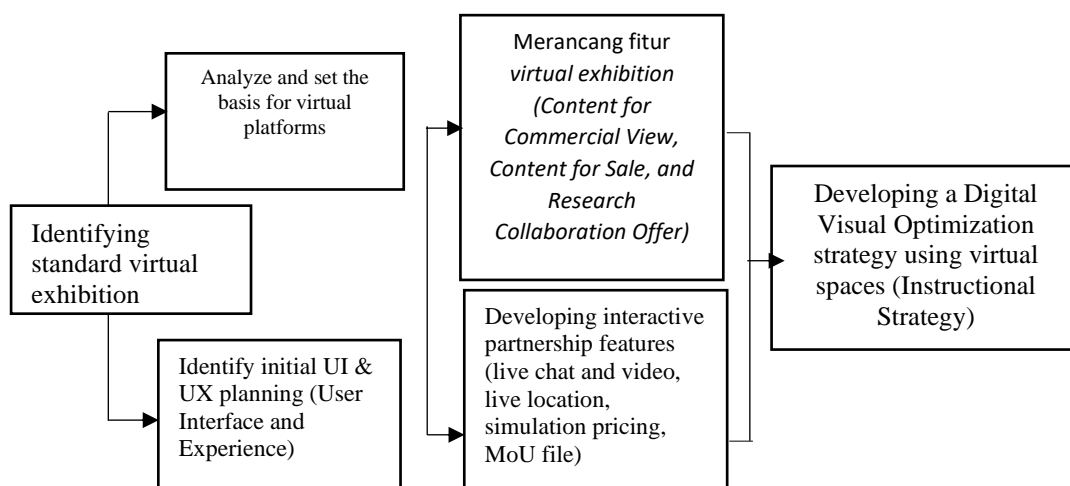 Identifying
standard virtual
exhibition
Analyze and set the
basis for virtual
platforms
Identify initial UI &
UX planning (User
Interface and
Experience)
Merancang fitur
virtual exhibition
(Content for
Commercial View,
Content for Sale, and
Research
Collaboration Offer)
Developing interactive
partnership features
(live chat and video,
live location,
simulation pricing,
MoU file)
Developing a Digital
Visual Optimization
strategy using virtual
spaces (Instructional
Strategy)